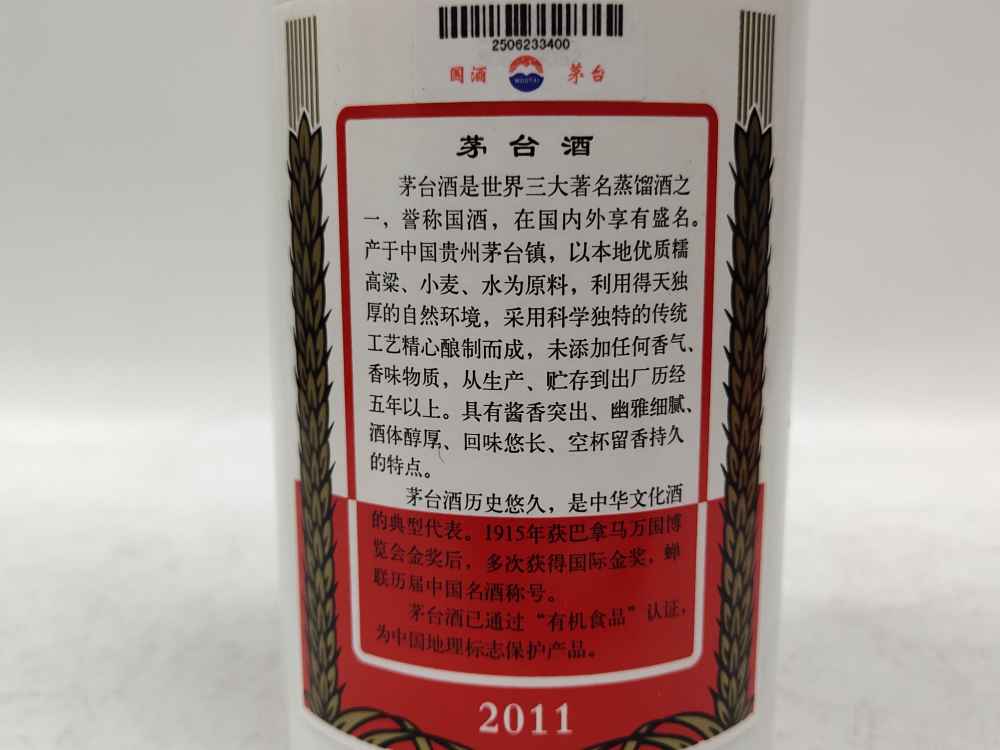 2506233400
国酒 MOUTAI 茅台
茅台酒
茅台酒是世界三大著名蒸馏酒之
一，誉称国酒，在国内外享有盛名。
产于中国贵州茅台镇，以本地优质糯
高粱、小麦、水为原料，利用得天独
厚的自然环境，采用科学独特的传统
工艺精心酿制而成，未添加任何香气、
香味物质，从生产、贮存到出厂历经
五年以上。具有酱香突出、幽雅细腻、
酒体醇厚、回味悠长、空杯留香持久
的特点。
茅台酒历史悠久，是中华文化酒
的典型代表。1915年获巴拿马万国博
览会金奖后，多次获得国际金奖，蝉
联历届中国名酒称号。
茅台酒已通过“有机食品”认证，
为中国地理标志保护产品。
2011